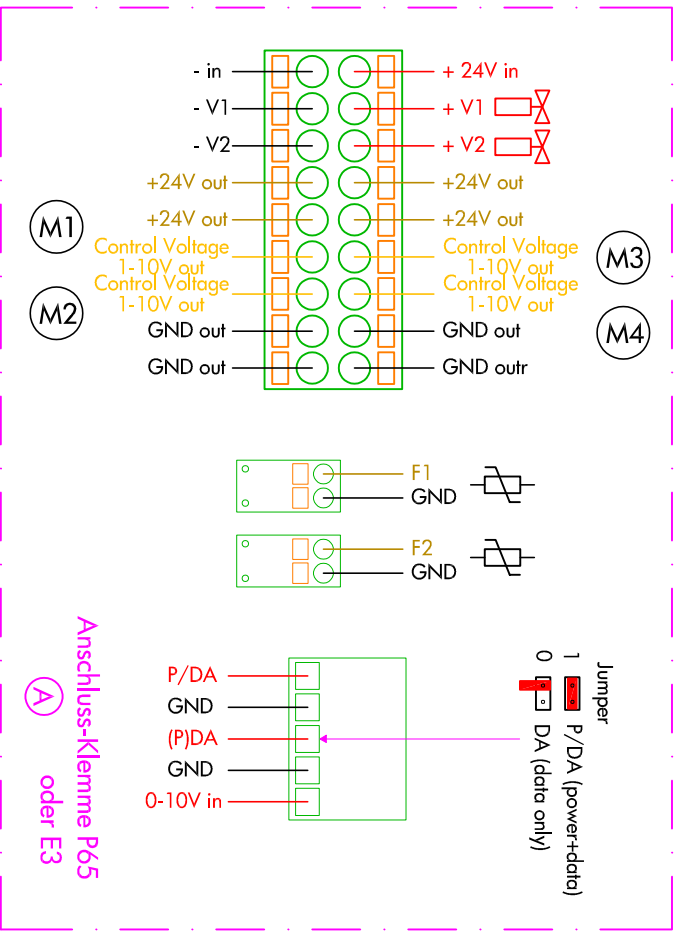 - in
+ 24V in
- V1
+ V1
- V2
+ V2
+24V out
+24V out
+24V out
+24V out
M1
Control Voltage
1-10V out
Control Voltage
1-10V out
M3
Control Voltage
1-10V out
Control Voltage
1-10V out
M2
GND out
GND out
M4
GND out
GND outr
F1
GND
F2
GND
P/DA
GND
(P)DA
GND
0-10V in
Jumper
1 P/DA (power+data)
0 DA (data only)
Anschluss-Klemme P65
oder E3
A